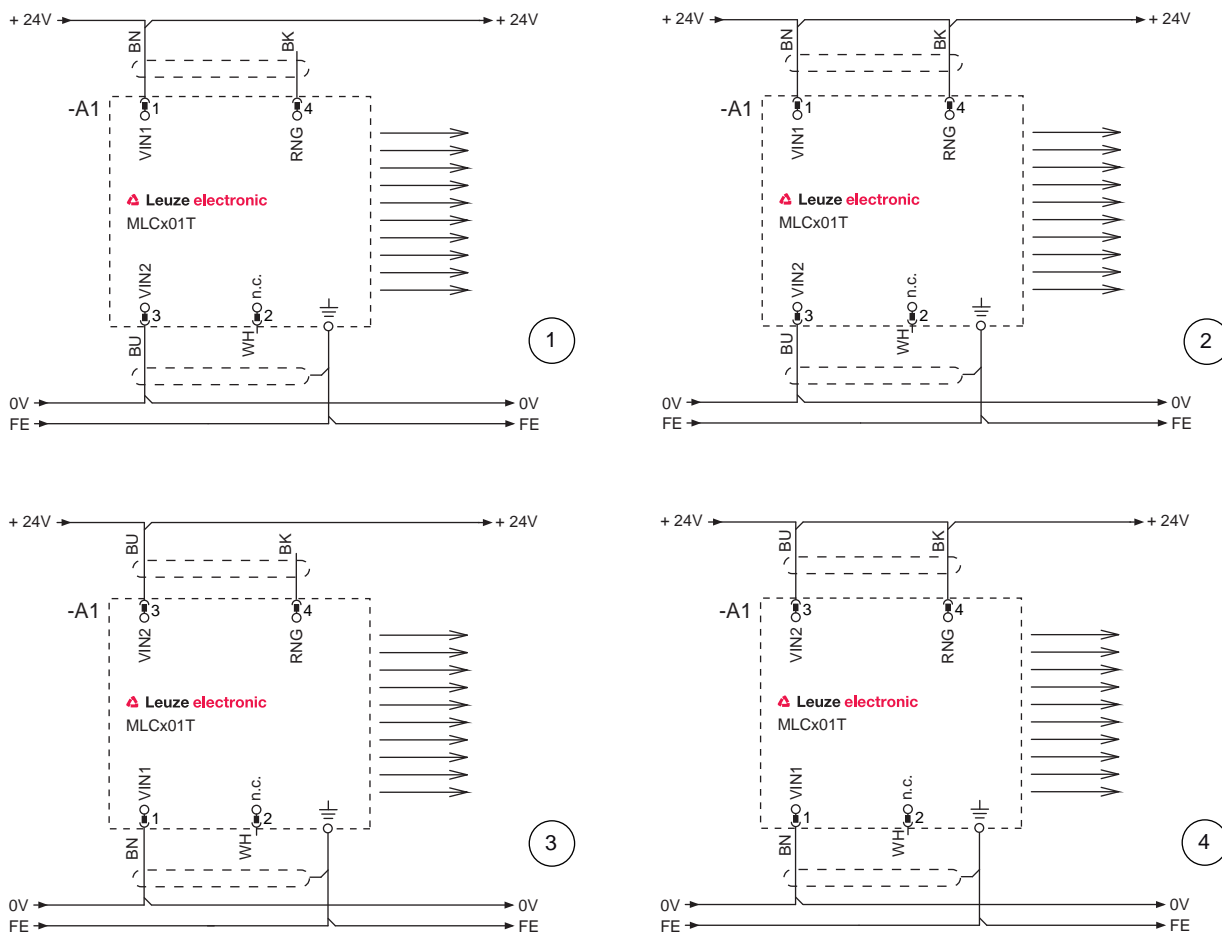 + 24V
+ 24V
BN
BK
-A1
1
4
VIN1
RNG
Leuze electronic
MLCx01T
VIN2
n.c.
3
2
BU
WH
1
0V
0V
FE
FE
+ 24V
+ 24V
BN
BK
-A1
1
4
VIN1
RNG
Leuze electronic
MLCx01T
VIN2
n.c.
3
2
BU
WH
2
0V
0V
FE
FE
+ 24V
+ 24V
BU
BK
-A1
3
4
VIN2
RNG
Leuze electronic
MLCx01T
VIN1
n.c.
1
2
BN
WH
3
0V
0V
FE
FE
+ 24V
+ 24V
BU
BK
-A1
3
4
VIN2
RNG
Leuze electronic
MLCx01T
VIN1
n.c.
1
2
BN
WH
4
0V
0V
FE
FE